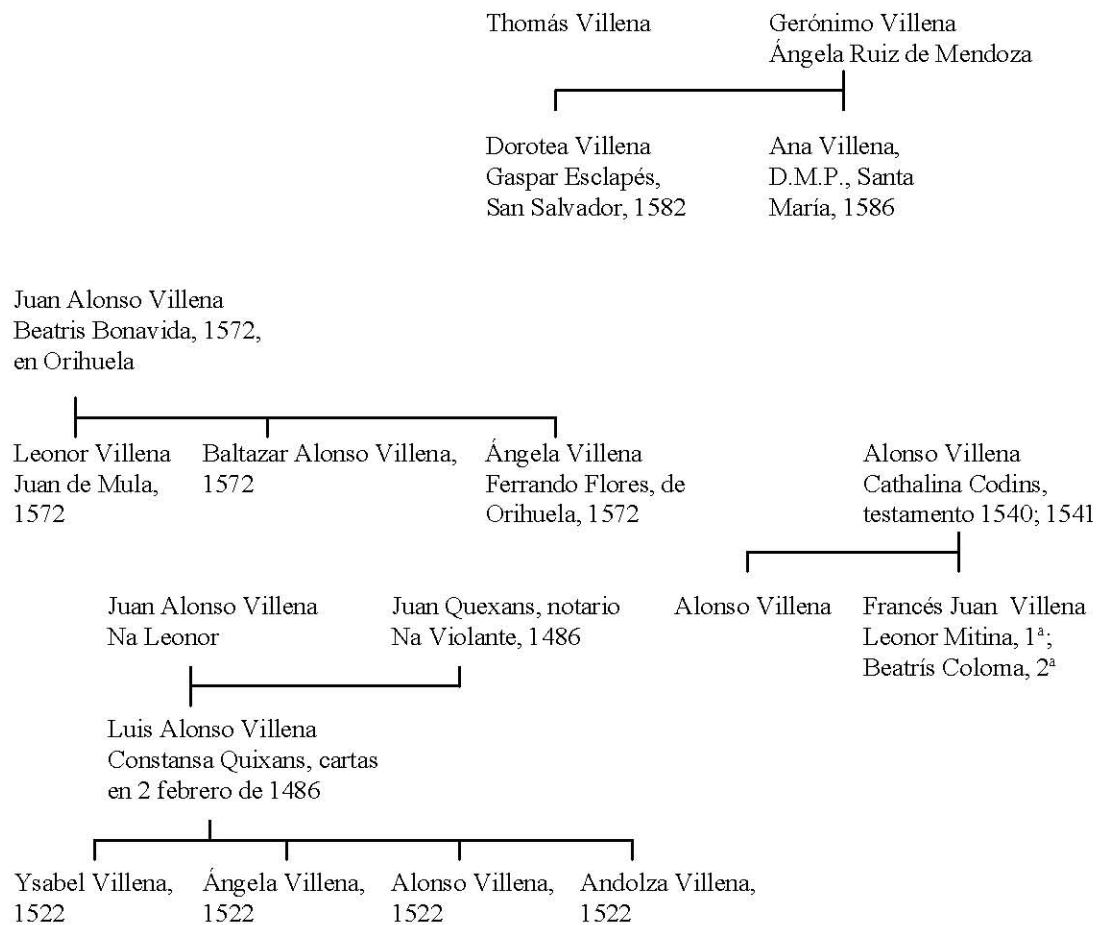 Thomás Villena
Gerónimo Villena
Ángela Ruiz de Mendoza
Dorotea Villena
Gaspar Esclapés,
San Salvador, 1582
Ana Villena,
D.M.P., Santa
María, 1586
Juan Alonso Villena
Beatris Bonavida, 1572,
en Orihuela
Leonor Villena
Juan de Mula,
1572
Baltazar Alonso Villena,
1572
Ángela Villena
Ferrando Flores, de
Orihuela, 1572
Alonso Villena
Cathalina Codins,
testamento 1540; 1541
Juan Alonso Villena
Na Leonor
Juan Quexans, notario
Na Violante, 1486
Alonso Villena
Francés Juan Villena
Leonor Mitina, 1ª;
Beatrís Coloma, 2ª
Luis Alonso Villena
Constansa Quixans, cartas
en 2 febrero de 1486
Ysabel Villena,
1522
Ángela Villena,
1522
Alonso Villena,
1522
Andolza Villena,
1522